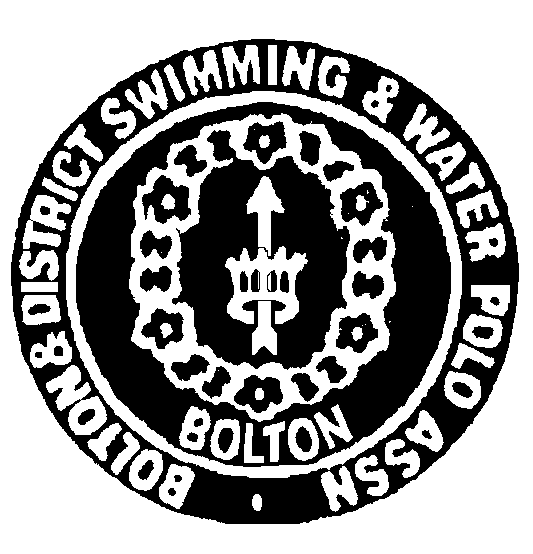 BOLTON & DISTRICT SWIMMING & WATER POLO ASSN
BOLTON